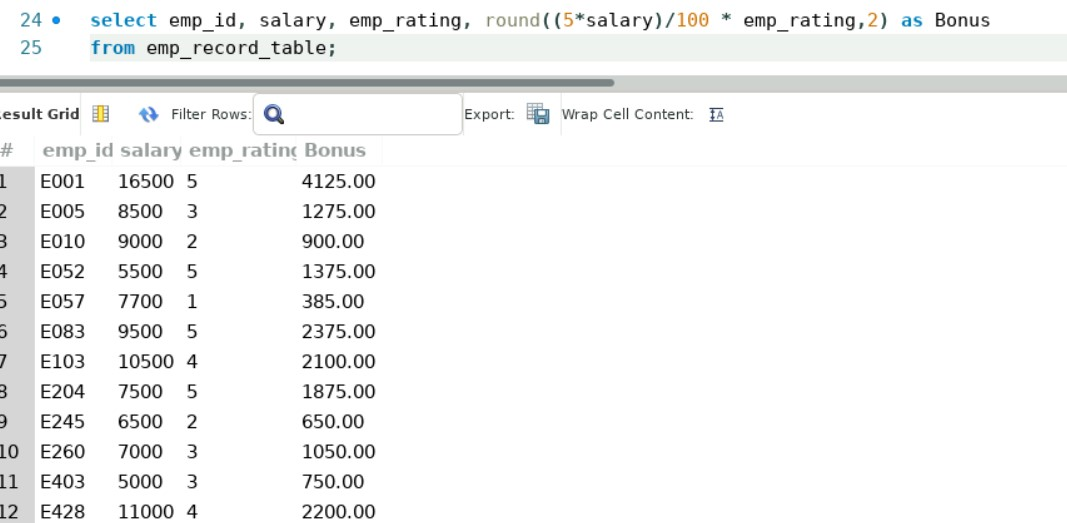 24 select emp_id, salary, emp_rating, round((5*salary)/100 * emp_rating,2) as Bonus
25 from emp_record_table;
esult Grid Filter Rows: Export: Wrap Cell Content: IA
# emp_id salary emp_rating Bonus
1 E001 16500 5 4125.00
2 E005 8500 3 1275.00
3 E010 9000 2 900.00
4 E052 5500 5 1375.00
5 E057 7700 1 385.00
6 E083 9500 5 2375.00
7 E103 10500 4 2100.00
8 E204 7500 5 1875.00
9 E245 6500 2 650.00
10 E260 7000 3 1050.00
11 E403 5000 3 750.00
12 E428 11000 4 2200.00